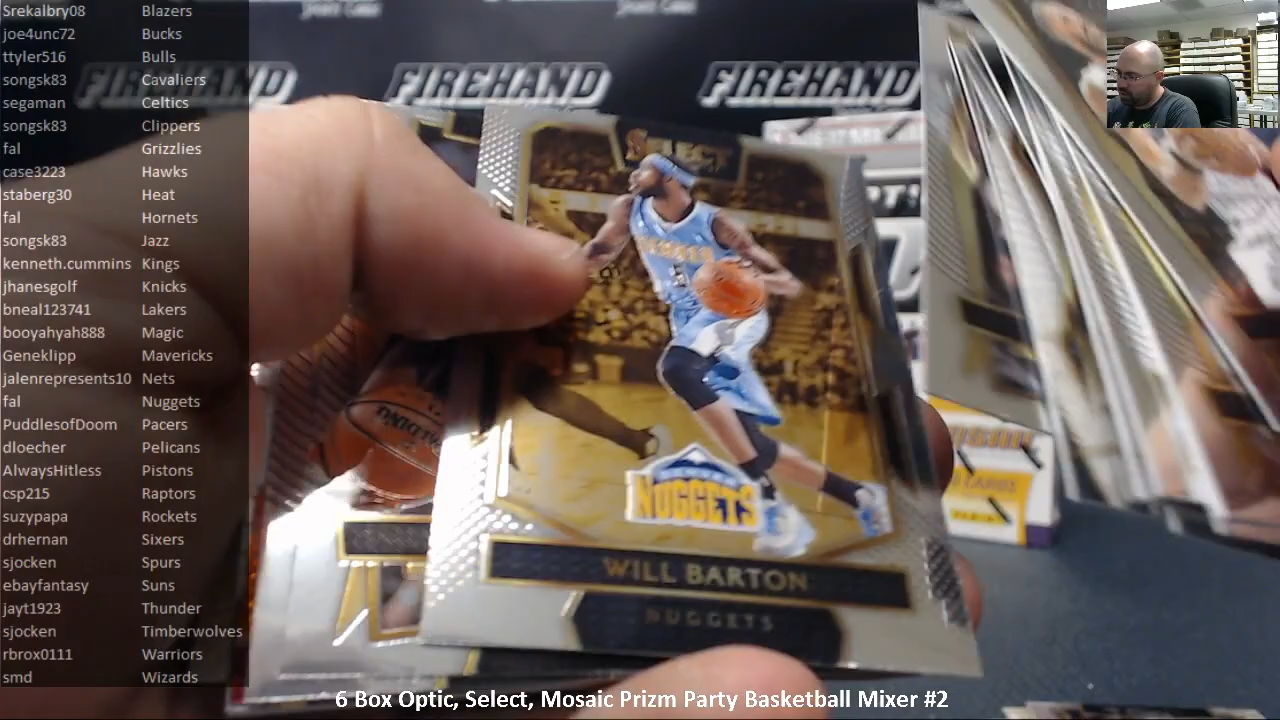 Srekalbry08 Blazers
joe4unc72 Bucks
ttyler516 Bulls
songsk83 Cavaliers
segaman Celtics
songsk83 Clippers
fal Grizzlies
case3223 Hawks
staberg30 Heat
fal Hornets
songsk83 Jazz
kenneth.cummins Kings
jhanesgolf Knicks
bneal123741 Lakers
booyahyah888 Magic
Geneklipp Mavericks
jalenrepresents10 Nets
fal Nuggets
PuddlesofDoom Pacers
dloecher Pelicans
AlwaysHitless Pistons
csp215 Raptors
suzypapa Rockets
drhernan Sixers
sjocken Spurs
ebayfantasy Suns
jayt1923 Thunder
sjocken Timberwolves
rbrox0111 Warriors
smd Wizards
FIREHAND FIREHAND FIREHAND
SELECT
SPALDING
NUGGETS
WILL BARTON
NUGGETS
6 Box Optic, Select, Mosaic Prizm Party Basketball Mixer #2